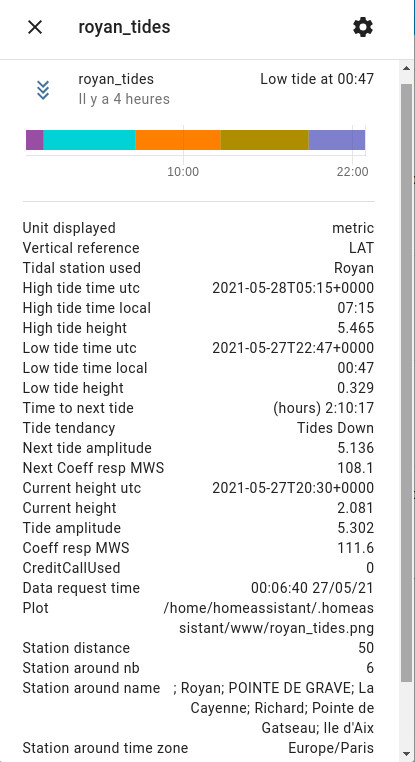 royan_tides
royan_tides Low tide at 00:47
Il y a 4 heures
10:00 22:00
Unit displayed metric
Vertical reference LAT
Tidal station used Royan
High tide time utc 2021-05-28T05:15+0000
High tide time local 07:15
High tide height 5.465
Low tide time utc 2021-05-27T22:47+0000
Low tide time local 00:47
Low tide height 0.329
Time to next tide (hours) 2:10:17
Tide tendancy Tides Down
Next tide amplitude 5.136
Next Coeff resp MWS 108.1
Current height utc 2021-05-27T20:30+0000
Current height 2.081
Tide amplitude 5.302
Coeff resp MWS 111.6
CreditCallUsed 0
Data request time 00:06:40 27/05/21
Plot /home/homeassistant/.homeas
sistant/www/royan_tides.png
Station distance 50
Station around nb 6
Station around name ; Royan; POINTE DE GRAVE; La
Cayenne; Richard; Pointe de
Gatseau; Ile d'Aix
Station around time zone Europe/Paris